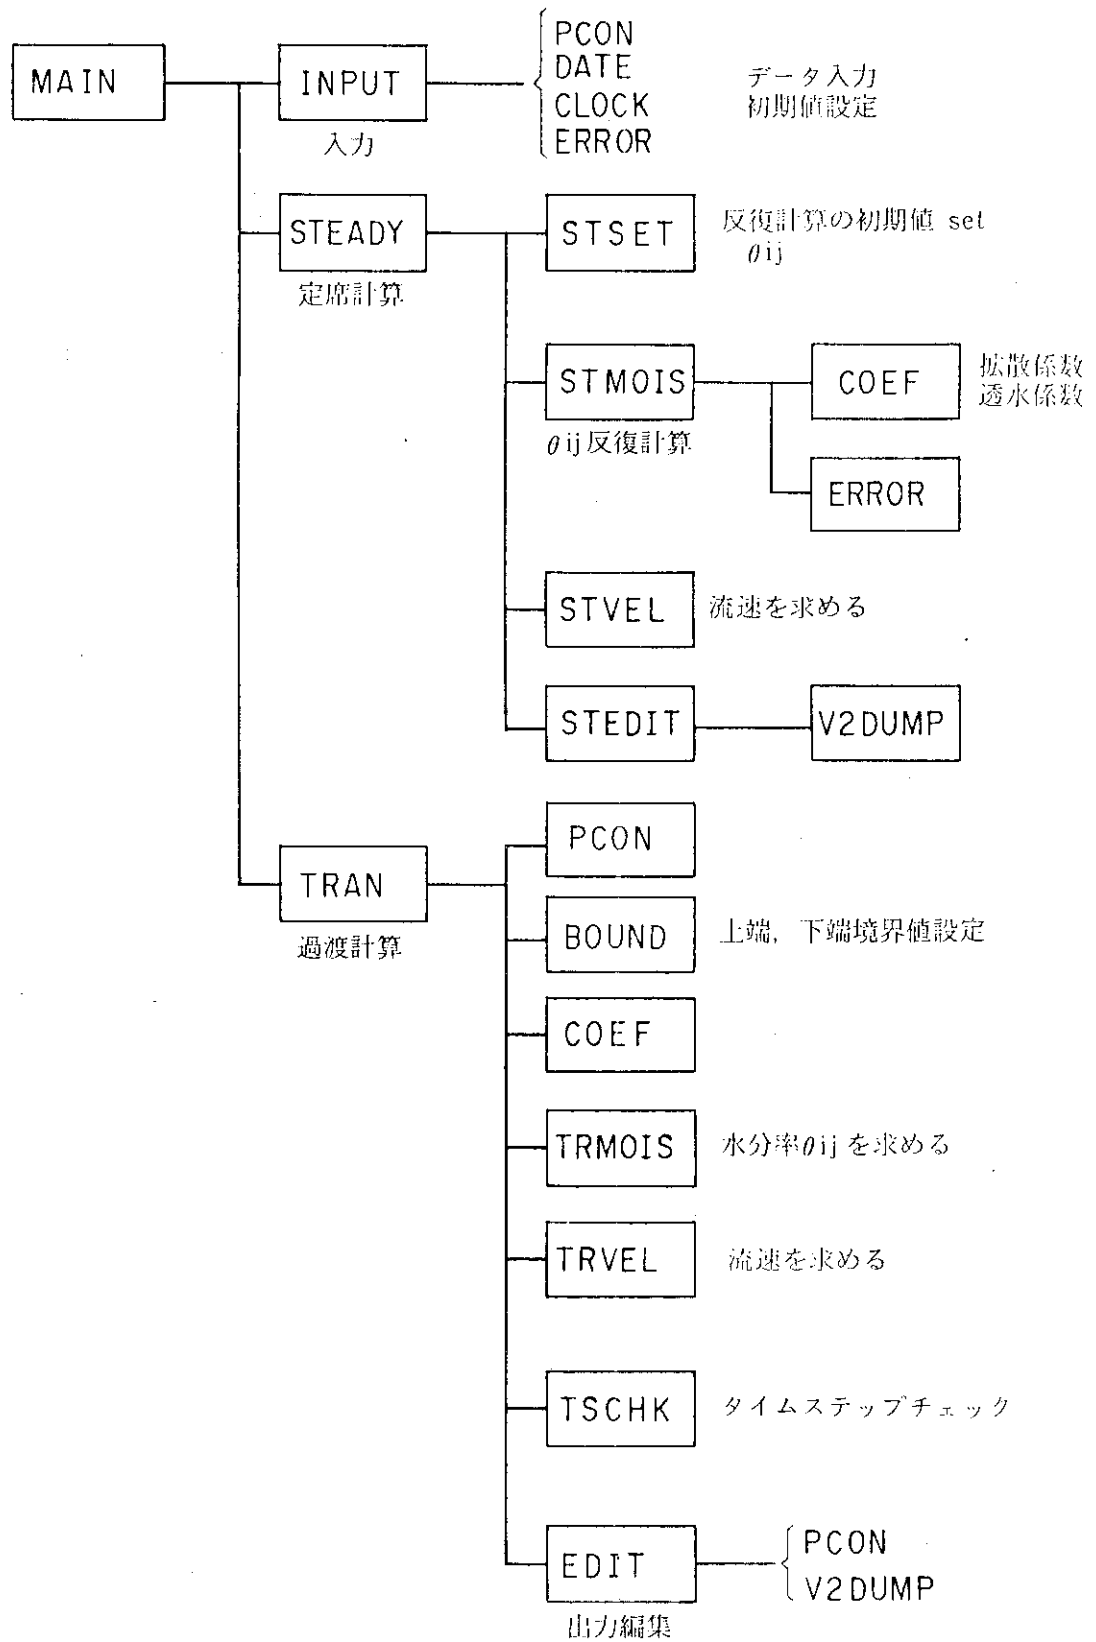 MAIN
INPUT
入力
PCON
DATE
CLOCK
ERROR
データ入力
初期値設定
STEADY
定席計算
STSET
反復計算の初期値 set
θij
STMOIS
θij反復計算
COEF
拡散係数
透水係数
ERROR
STVEL
流速を求める
STEDIT
V2DUMP
TRAN
過渡計算
PCON
BOUND
上端，下端境界値設定
COEF
TRMOIS
水分率θijを求める
TRVEL
流速を求める
TSCHK
タイムステップチェック
EDIT
出力編集
PCON
V2DUMP